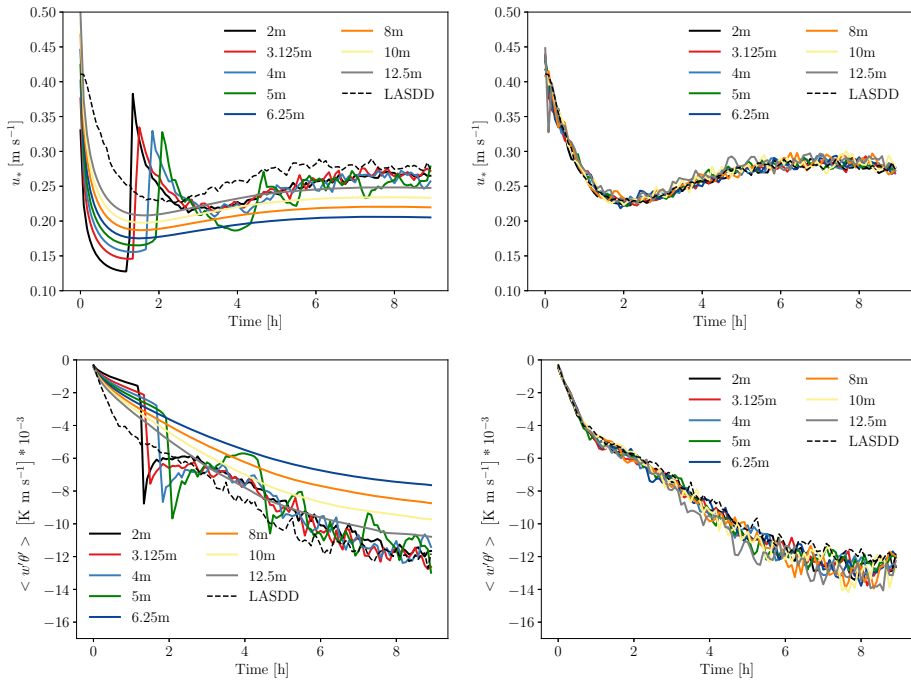 0.50
0.45
0.40
0.35
0.30
0.25
0.20
0.15
0.10
u* [m s⁻¹]
0 2 4 6 8
Time [h]
2m
3.125m
4m
5m
6.25m
8m
10m
12.5m
LASDD
0.50
0.45
0.40
0.35
0.30
0.25
0.20
0.15
0.10
u* [m s⁻¹]
0 2 4 6 8
Time [h]
2m
3.125m
4m
5m
6.25m
8m
10m
12.5m
LASDD
0
−2
−4
−6
−8
−10
−12
−14
−16
< w′θ′ > [K m s⁻¹] * 10⁻³
0 2 4 6 8
Time [h]
2m
3.125m
4m
5m
6.25m
8m
10m
12.5m
LASDD
0
−2
−4
−6
−8
−10
−12
−14
−16
< w′θ′ > [K m s⁻¹] * 10⁻³
0 2 4 6 8
Time [h]
2m
3.125m
4m
5m
6.25m
8m
10m
12.5m
LASDD